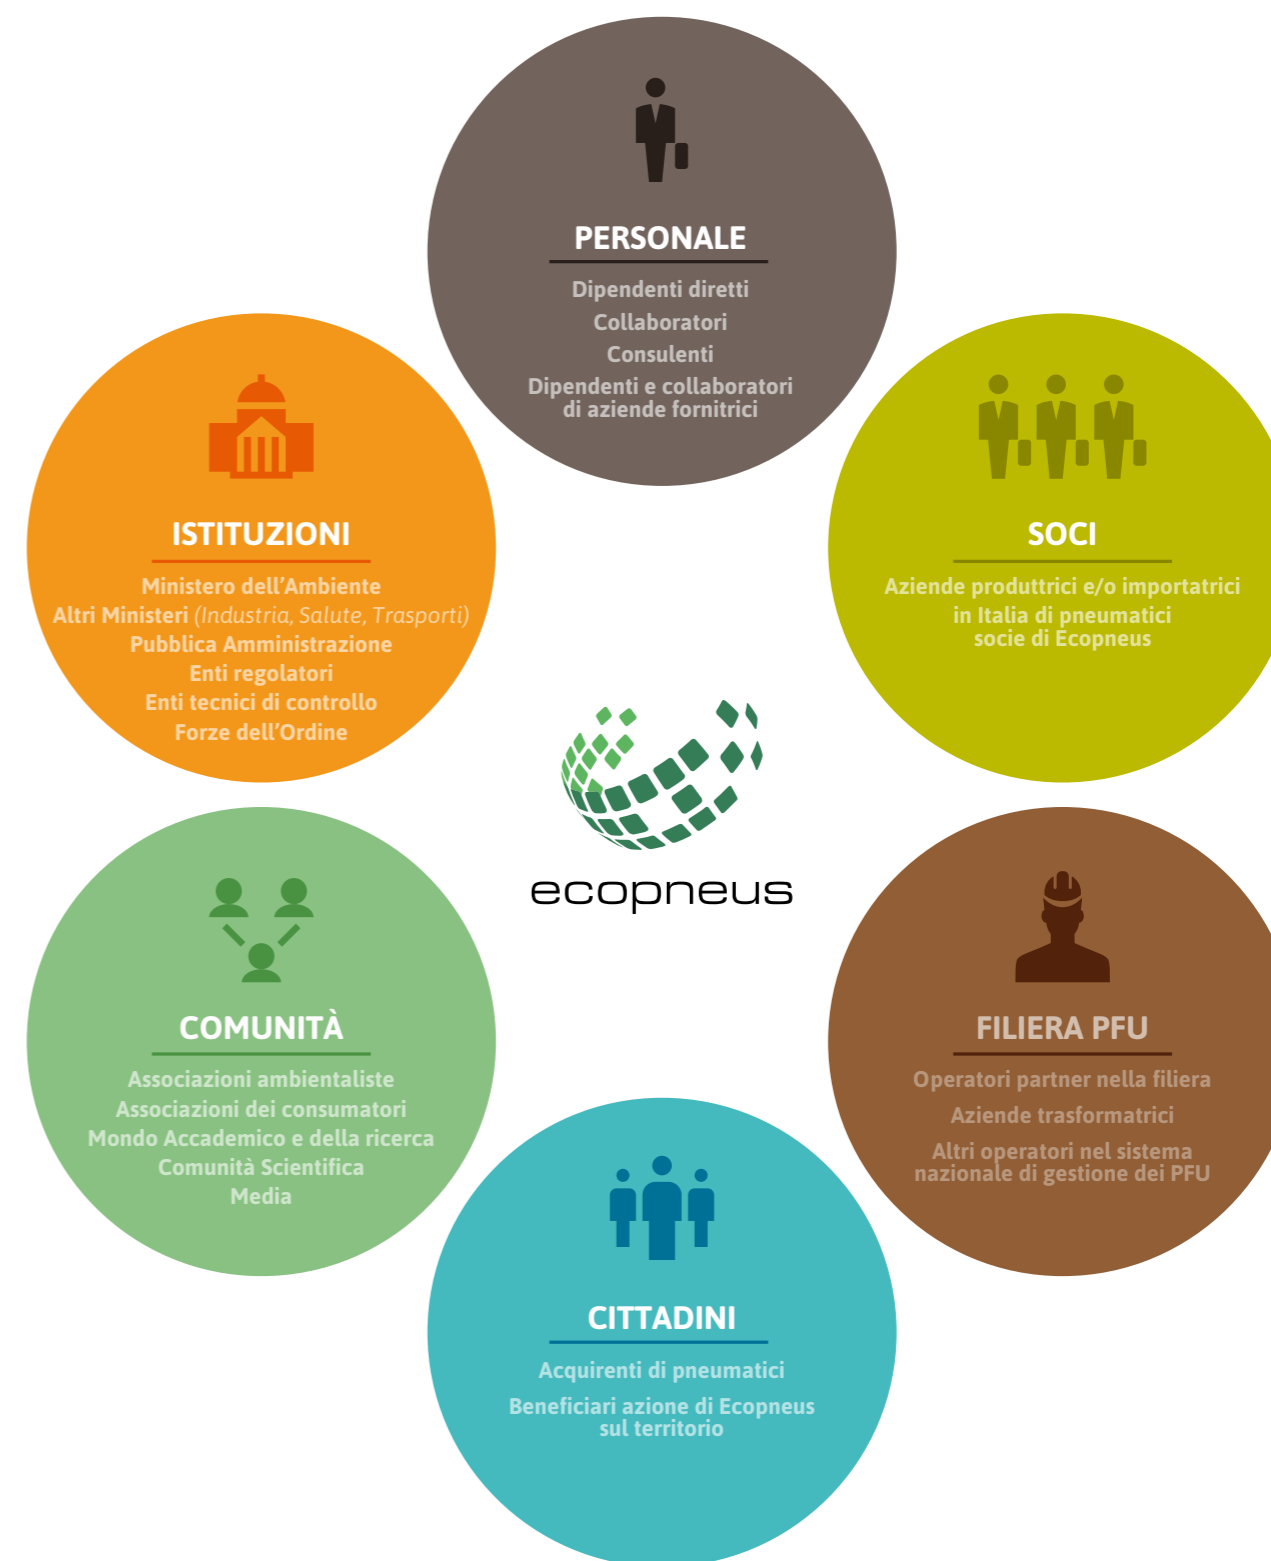 PERSONALE
Dipendenti diretti
Collaboratori
Consulenti
Dipendenti e collaboratori
di aziende fornitrici
ISTITUZIONI
Ministero dell’Ambiente
Altri Ministeri (Industria, Salute, Trasporti)
Pubblica Amministrazione
Enti regolatori
Enti tecnici di controllo
Forze dell’Ordine
SOCI
Aziende produttrici e/o importatrici
in Italia di pneumatici
socie di Ecopneus
ecopneus
COMUNITÀ
Associazioni ambientaliste
Associazioni dei consumatori
Mondo Accademico e della ricerca
Comunità Scientifica
Media
FILIERA PFU
Operatori partner nella filiera
Aziende trasformatrici
Altri operatori nel sistema
nazionale di gestione dei PFU
CITTADINI
Acquirenti di pneumatici
Beneficiari azione di Ecopneus
sul territorio